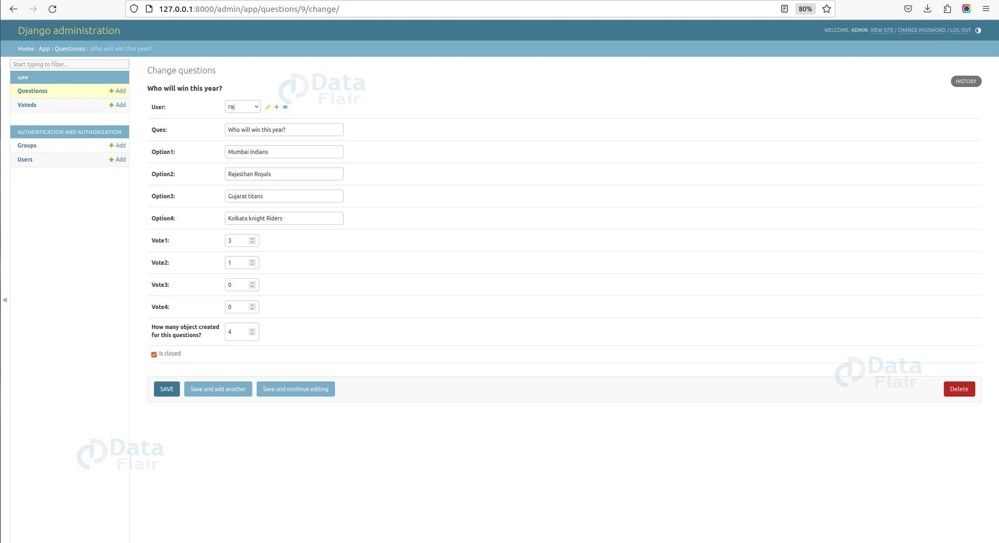 127.0.0.1:8000/admin/app/questions/9/change/
80%
Django administration
WELCOME, ADMIN. VIEW SITE / CHANGE PASSWORD / LOG OUT
Home › App › Questionss › Who will win this year?
Start typing to filter...
APP
Questionss + Add
Voteds + Add
AUTHENTICATION AND AUTHORIZATION
Groups + Add
Users + Add
«
Change questions
Data Flair
Who will win this year?
HISTORY
User: raj
Ques: Who will win this year?
Option1: Mumbai Indians
Option2: Rajasthan Royals
Option3: Gujarat titans
Option4: Kolkata knight Riders
Vote1: 3
Vote2: 1
Vote3: 0
Vote4: 0
How many object created
for this questions? 4
Is closed
Data Flair
SAVE Save and add another Save and continue editing Delete
Data Flair